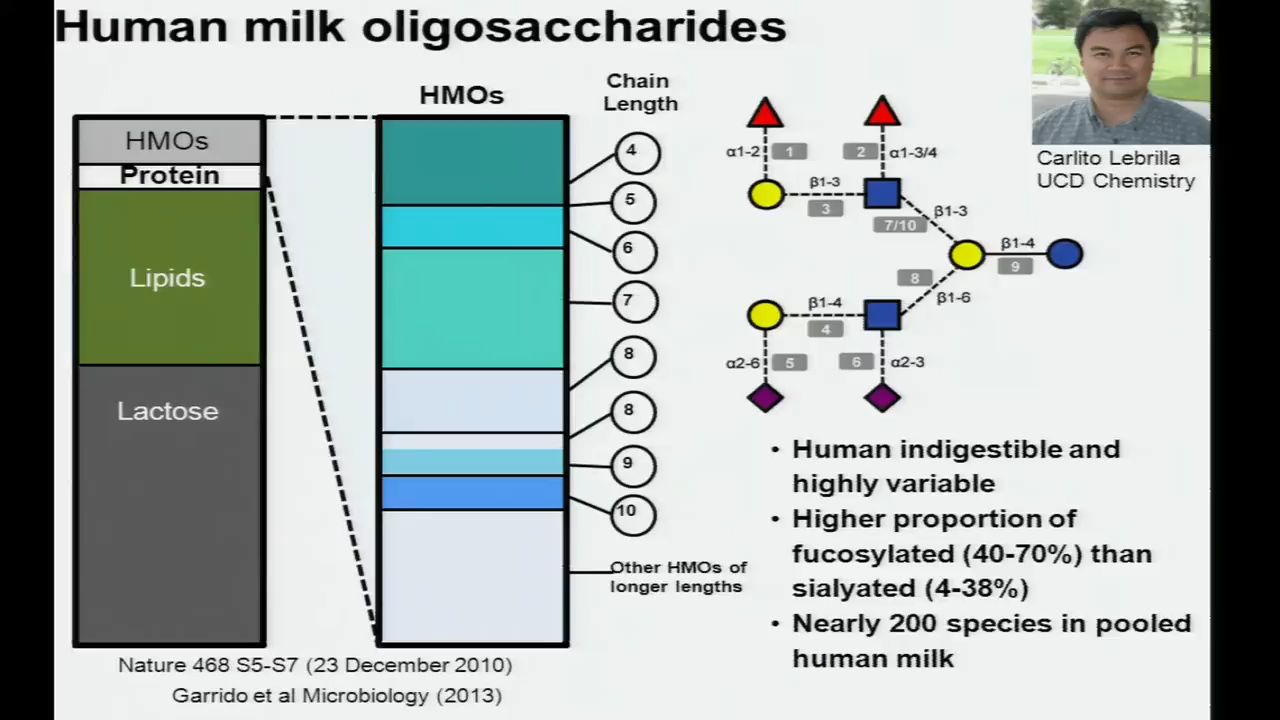 Human milk oligosaccharides
HMOs
Protein
Lipids
Lactose
HMOs
Chain
Length
4
5
6
7
8
8
9
10
Other HMOs of
longer lengths
α1-2
1
2
α1-3/4
β1-3
3
7/10
β1-3
β1-4
9
8
β1-6
β1-4
4
α2-6
5
6
α2-3
Carlito Lebrilla
UCD Chemistry
• Human indigestible and
highly variable
• Higher proportion of
fucosylated (40-70%) than
sialyated (4-38%)
• Nearly 200 species in pooled
human milk
Nature 468 S5-S7 (23 December 2010)
Garrido et al Microbiology (2013)